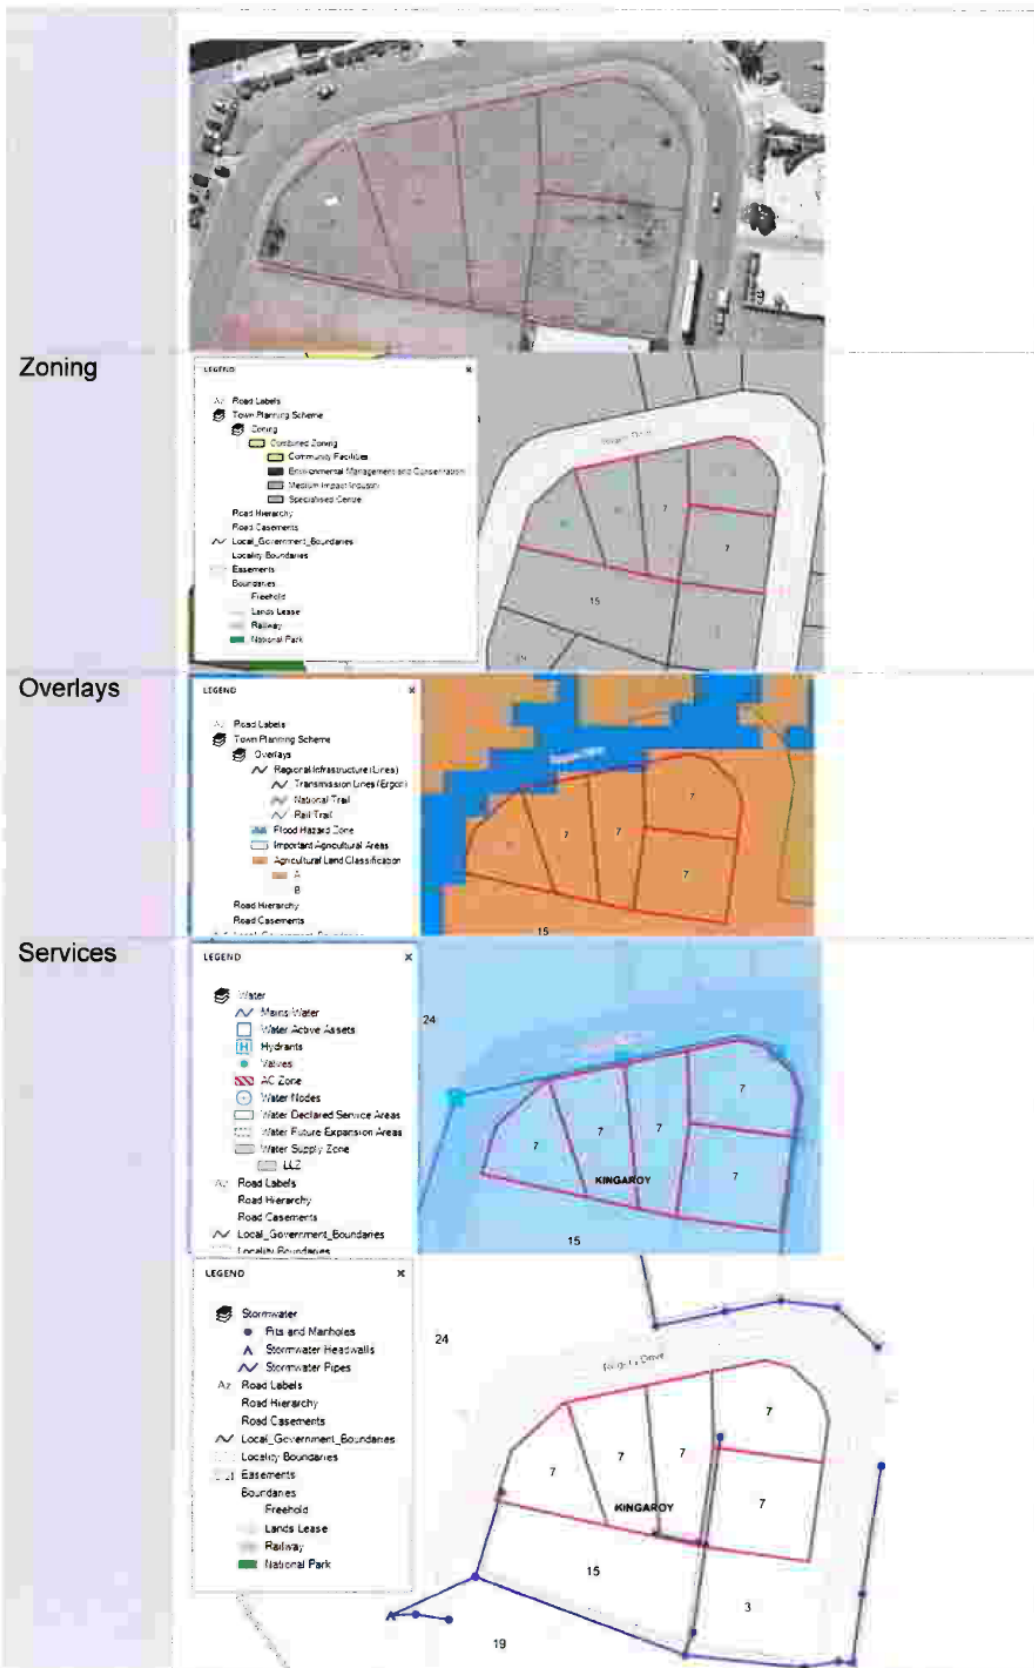 Zoning
LEGEND
Road Labels
Town Planning Scheme
Zoning
Combined Zoning
Community Facilities
Environmental Management and Conservation
Medium Impact Industry
Specialised Centre
Road Hierarchy
Road Casements
Local_Government_Boundaries
Locality Boundaries
Easements
Boundaries
Freehold
Lands Lease
Railway
National Park
7
7
15
Overlays
LEGEND
Road Labels
Town Planning Scheme
Overlays
Regional Infrastructure (Lines)
Transmission Lines (Ergon)
National Trail
Rail Trail
Flood Hazard Zone
Important Agricultural Areas
Agricultural Land Classification
A
B
Road Hierarchy
Road Casements
7
7
7
7
15
Services
LEGEND
Water
Mains Water
Water Active Assets
H Hydrants
Valves
AC Zone
Water Nodes
Water Declared Service Areas
Water Future Expansion Areas
Water Supply Zone
LLZ
Az Road Labels
Road Hierarchy
Road Casements
Local_Government_Boundaries
Locality Boundaries
24
7
7
7
7
7
KINGAROY
15
LEGEND
Stormwater
Pits and Manholes
Stormwater Headwalls
Stormwater Pipes
Az Road Labels
Road Hierarchy
Road Casements
Local_Government_Boundaries
Locality Boundaries
Easements
Boundaries
Freehold
Lands Lease
Railway
National Park
24
Drive
7
7
7
7
7
KINGAROY
15
3
19